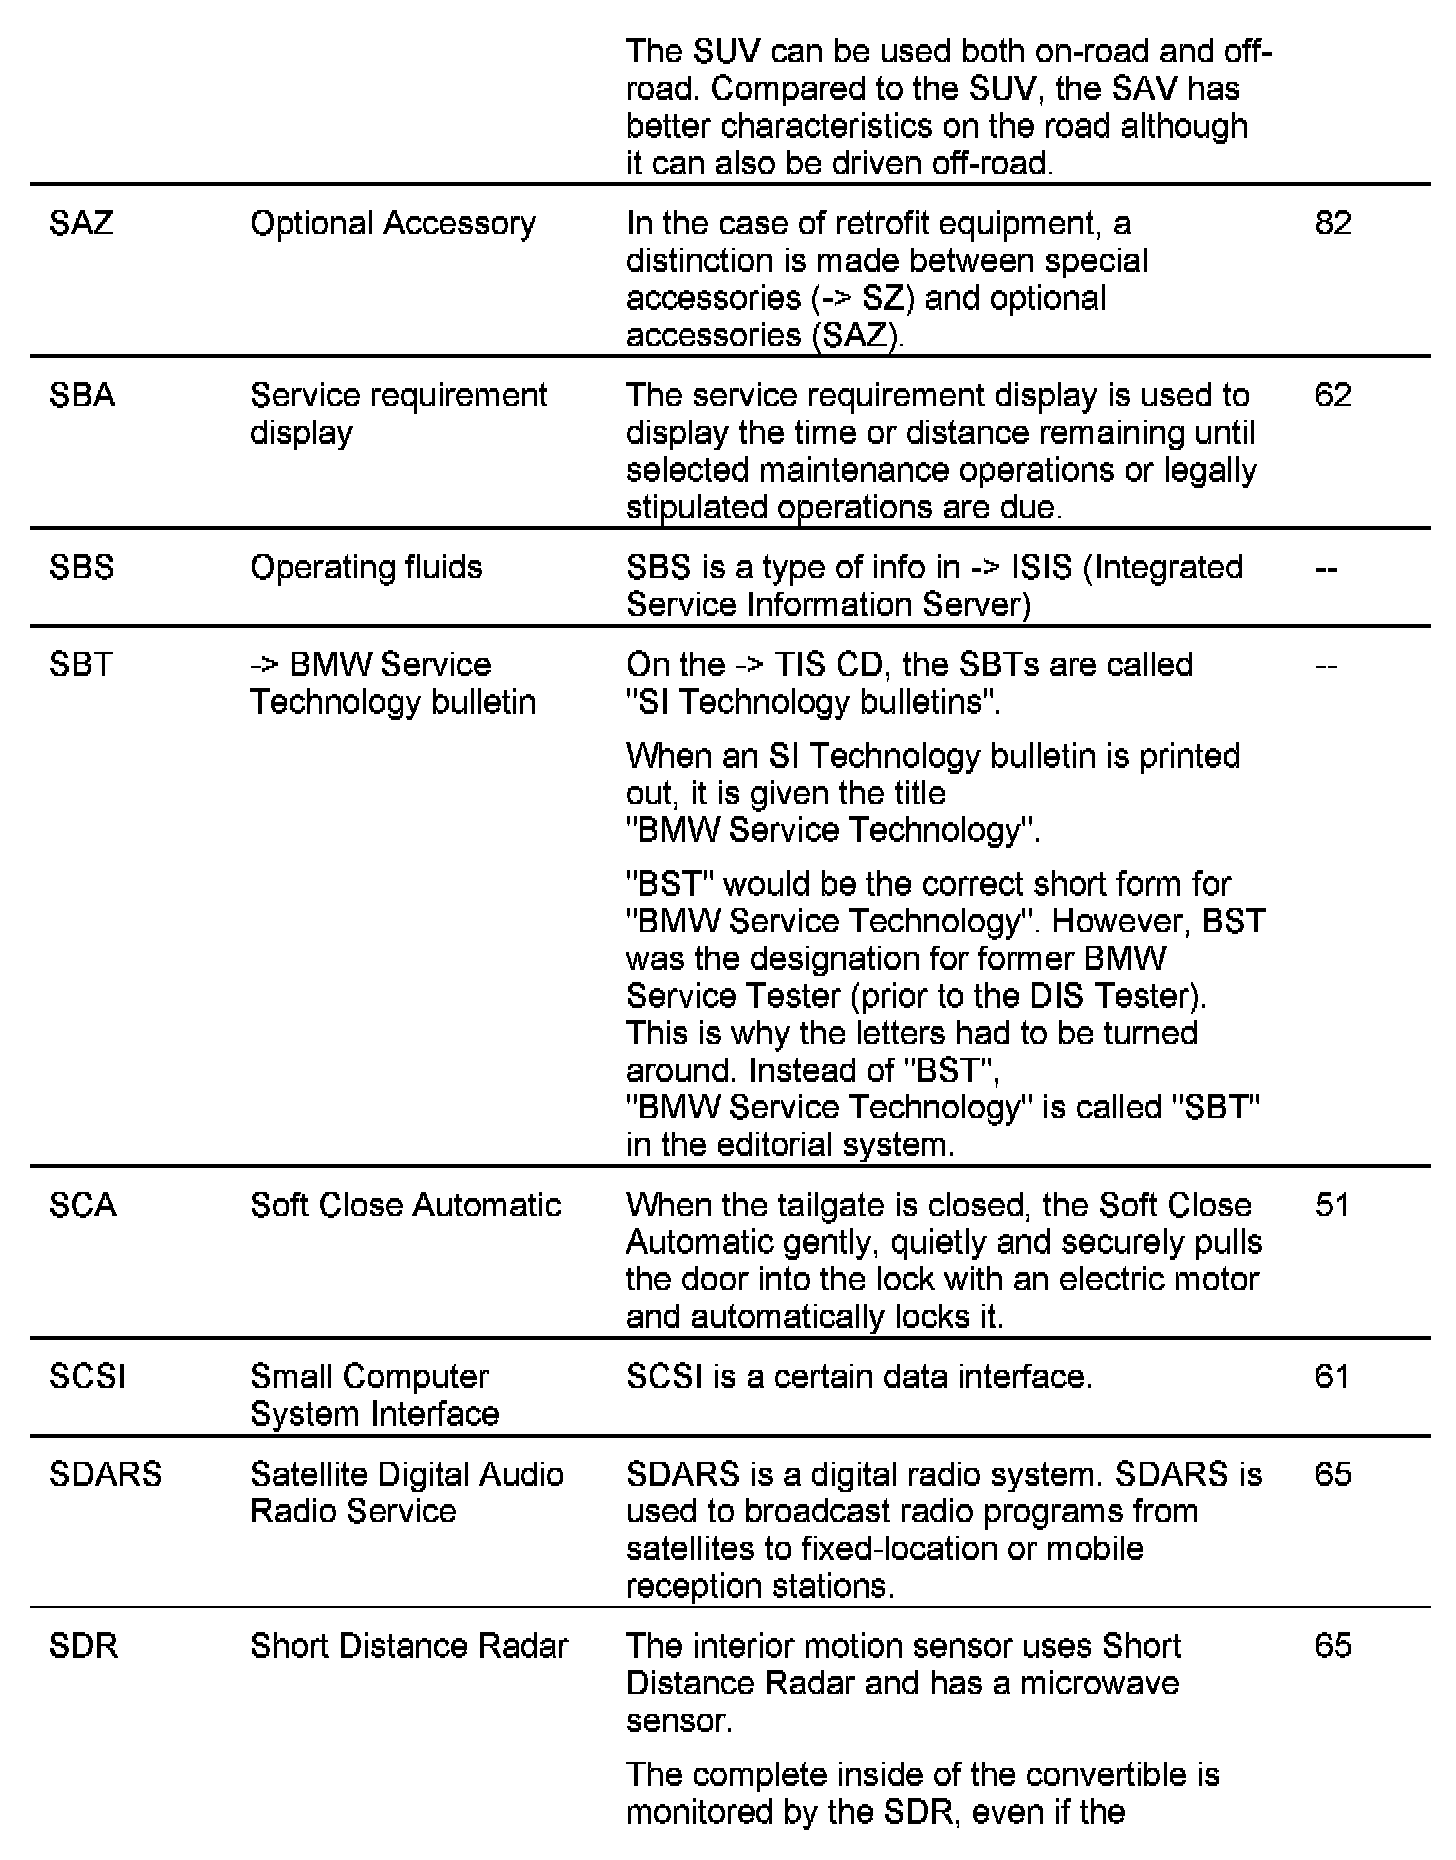 The SUV can be used both on-road and off-
road. Compared to the SUV, the SAV has
better characteristics on the road although
it can also be driven off-road.
SAZ Optional Accessory In the case of retrofit equipment, a 82
distinction is made between special
accessories (-> SZ) and optional
accessories (SAZ).
SBA Service requirement The service requirement display is used to 62
display display the time or distance remaining until
selected maintenance operations or legally
stipulated operations are due.
SBS Operating fluids SBS is a type of info in -> ISIS (Integrated --
Service Information Server)
SBT -> BMW Service On the -> TIS CD, the SBTs are called --
Technology bulletin "SI Technology bulletins".
When an SI Technology bulletin is printed
out, it is given the title
"BMW Service Technology".
"BST" would be the correct short form for
"BMW Service Technology". However, BST
was the designation for former BMW
Service Tester (prior to the DIS Tester).
This is why the letters had to be turned
around. Instead of "BST",
"BMW Service Technology" is called "SBT"
in the editorial system.
SCA Soft Close Automatic When the tailgate is closed, the Soft Close 51
Automatic gently, quietly and securely pulls
the door into the lock with an electric motor
and automatically locks it.
SCSI Small Computer SCSI is a certain data interface. 61
System Interface
SDARS Satellite Digital Audio SDARS is a digital radio system. SDARS is 65
Radio Service used to broadcast radio programs from
satellites to fixed-location or mobile
reception stations.
SDR Short Distance Radar The interior motion sensor uses Short 65
Distance Radar and has a microwave
sensor.
The complete inside of the convertible is
monitored by the SDR, even if the